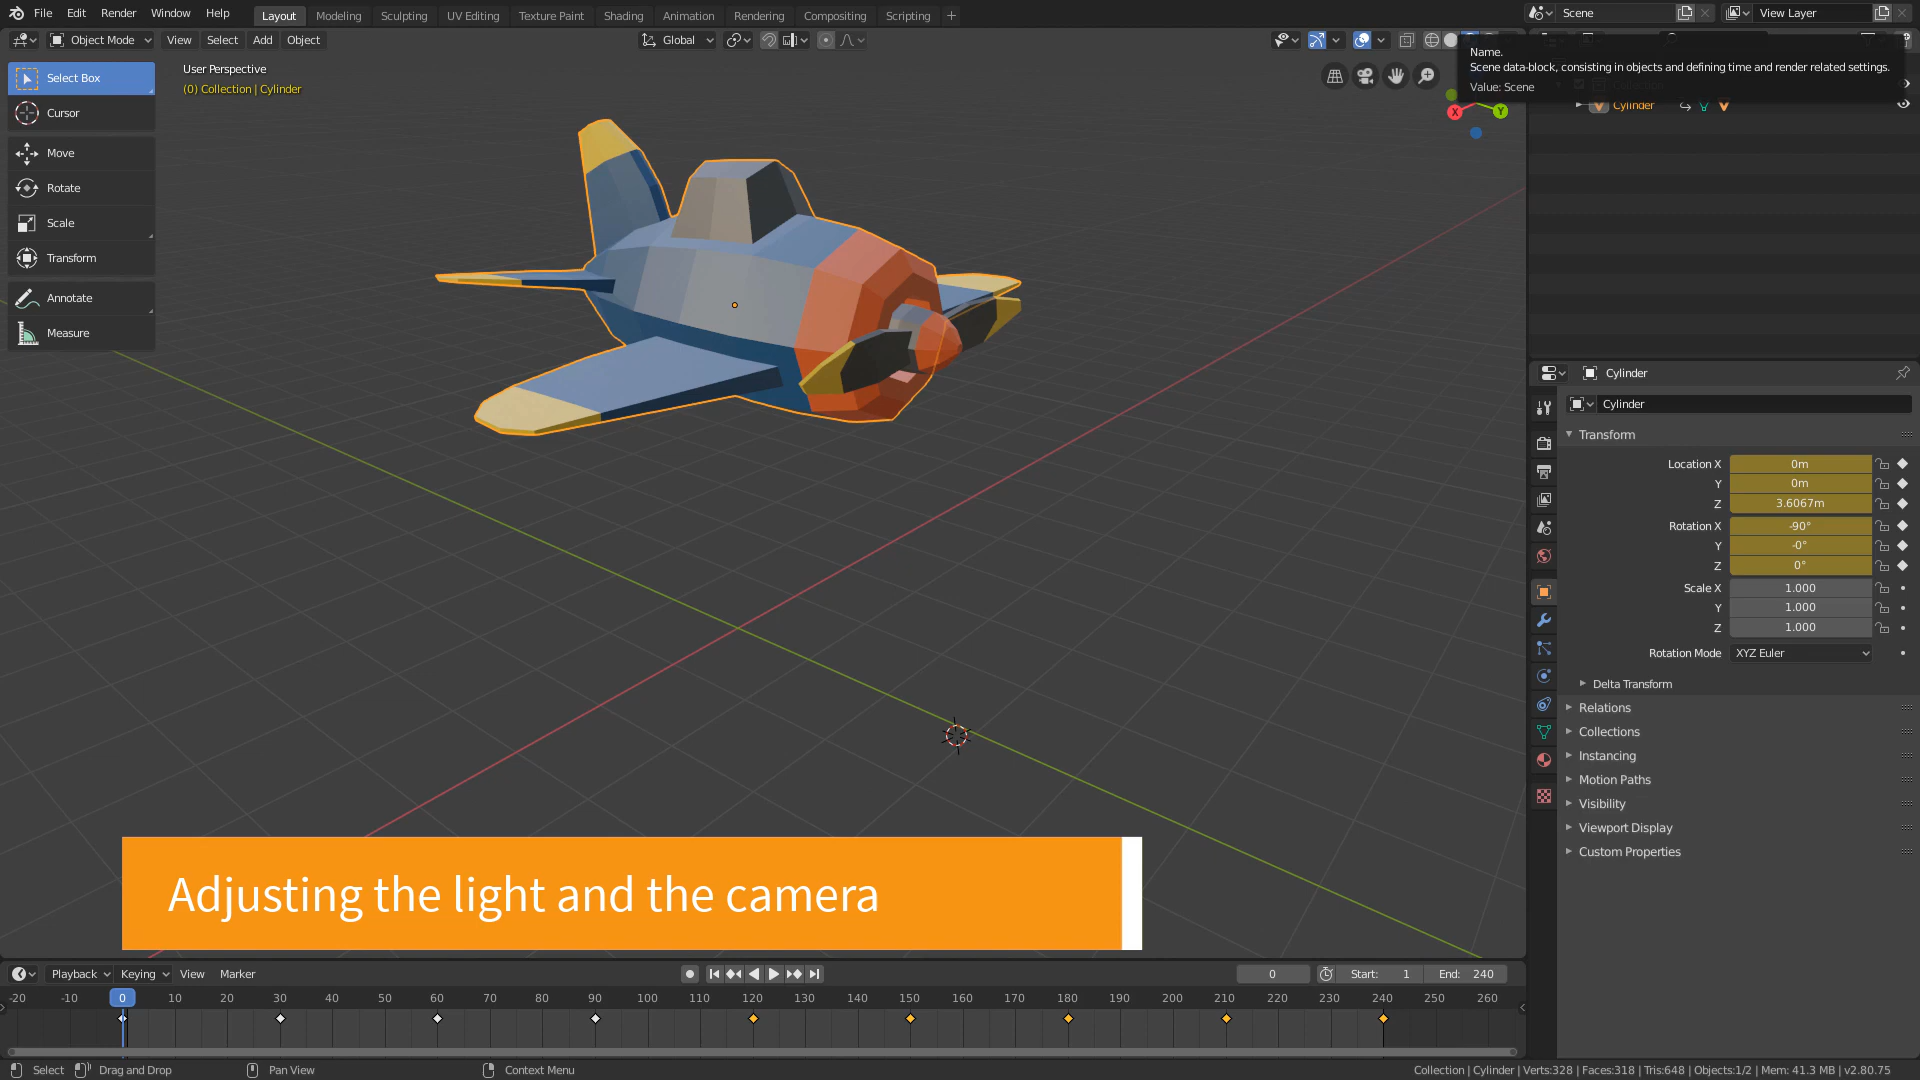 File Edit Render Window Help Layout Modeling Sculpting UV Editing Texture Paint Shading Animation Rendering Compositing Scripting + Scene View Layer
Object Mode View Select Add Object Global
Name.
Scene data-block, consisting in objects and defining time and render related settings.
Value: Scene
Select Box
Cursor
Move
Rotate
Scale
Transform
Annotate
Measure
User Perspective
(0) Collection | Cylinder
X
Y
Cylinder
Cylinder
Cylinder
Transform
Location X 0m
Y 0m
Z 3.6067m
Rotation X -90°
Y -0°
Z 0°
Scale X 1.000
Y 1.000
Z 1.000
Rotation Mode XYZ Euler
Delta Transform
Relations
Collections
Instancing
Motion Paths
Visibility
Viewport Display
Custom Properties
Adjusting the light and the camera
Playback Keying View Marker 0 Start: 1 End: 240
-20 -10 0 10 20 30 40 50 60 70 80 90 100 110 120 130 140 150 160 170 180 190 200 210 220 230 240 250 260
Select Drag and Drop Pan View Context Menu Collection | Cylinder | Verts:328 | Faces:318 | Tris:648 | Objects:1/2 | Mem: 41.3 MB | v2.80.75